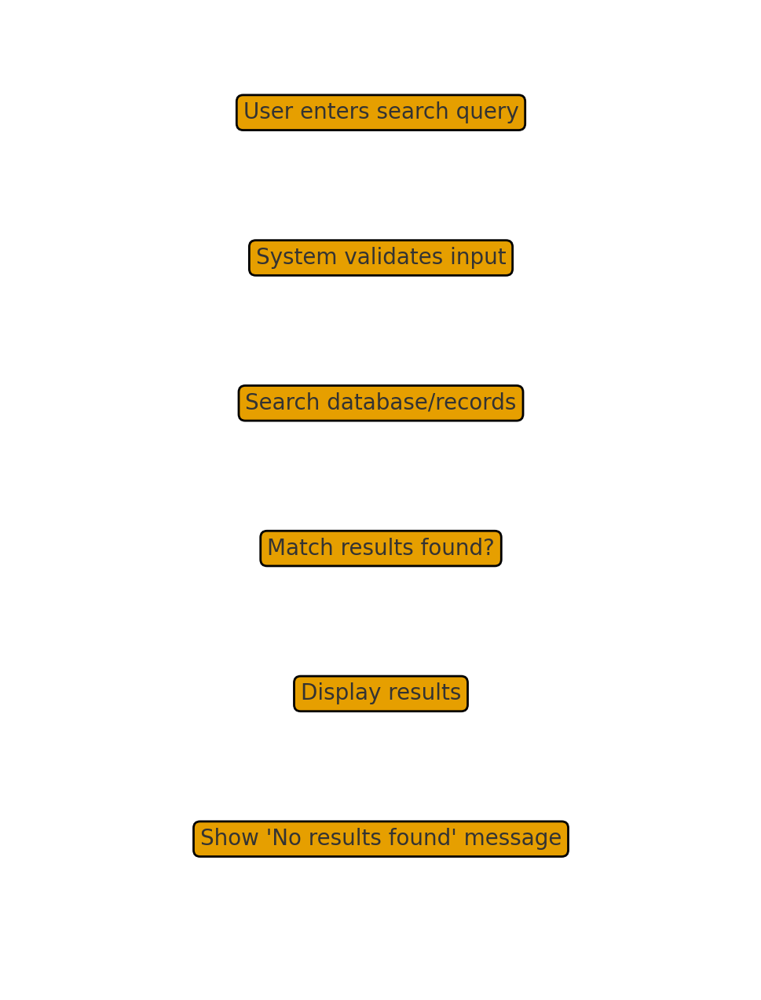 User enters search query
System validates input
Search database/records
Match results found?
Display results
Show 'No results found' message